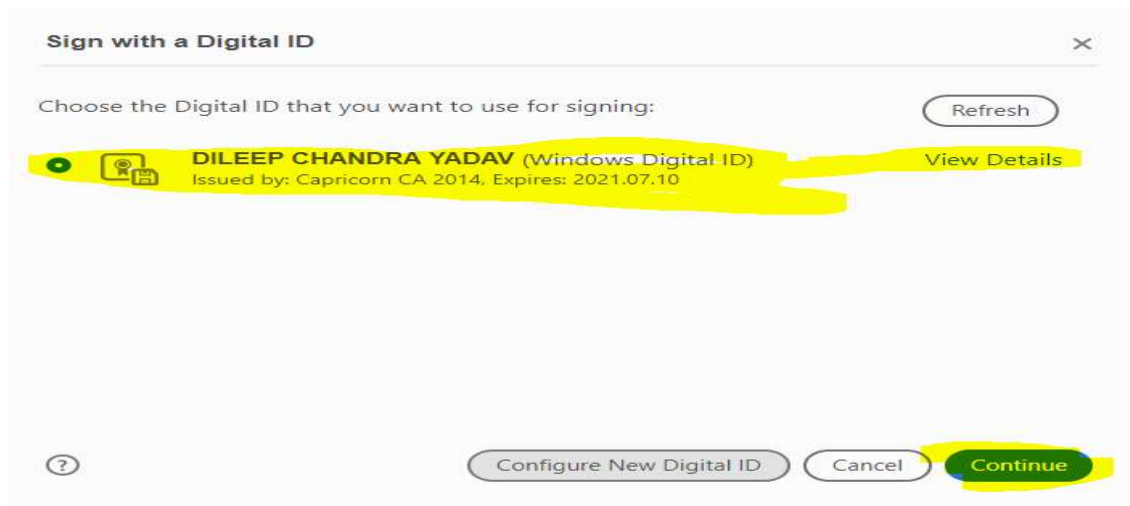 Sign with a Digital ID
×
Choose the Digital ID that you want to use for signing:
Refresh
DILEEP CHANDRA YADAV (Windows Digital ID)
View Details
Issued by: Capricorn CA 2014, Expires: 2021.07.10
?
Configure New Digital ID
Cancel
Continue